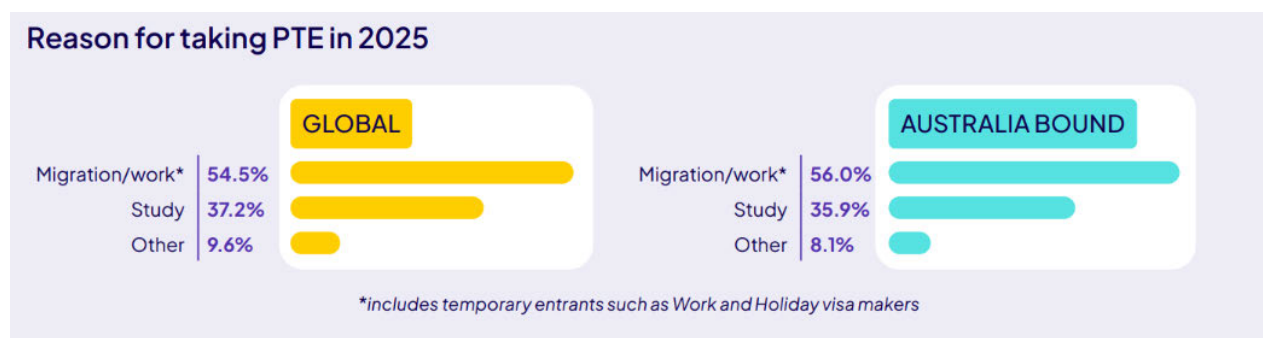 Reason for taking PTE in 2025
GLOBAL
Migration/work* 54.5%
Study 37.2%
Other 9.6%
AUSTRALIA BOUND
Migration/work* 56.0%
Study 35.9%
Other 8.1%
*includes temporary entrants such as Work and Holiday visa makers